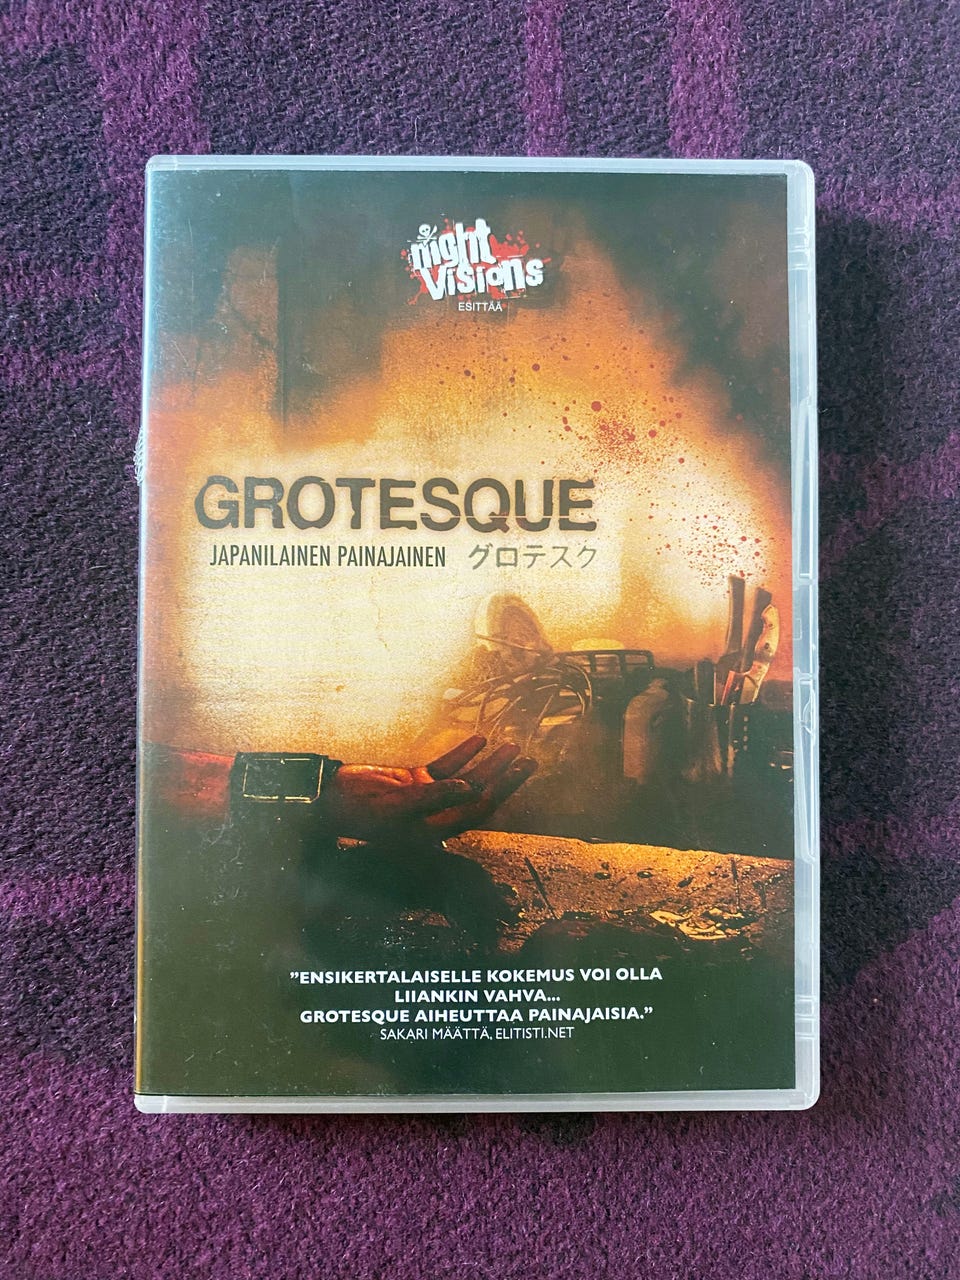 night
visions
ESITTÄÄ
GROTESQUE
JAPANILAINEN PAINAJAINEN グロテスク
”ENSIKERTALAISELLE KOKEMUS VOI OLLA
LIIANKIN VAHVA...
GROTESQUE AIHEUTTAA PAINAJAISIA.”
SAKARI MÄÄTTÄ, ELITISTI.NET